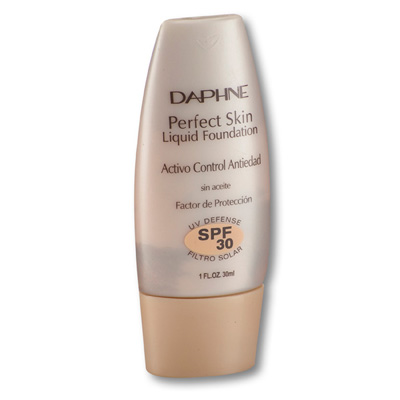 DAPHNE
Perfect Skin
Liquid Foundation
Activo Control Antiedad
sin aceite
Factor de Protección
UV DEFENSE
SPF
30
FILTRO SOLAR
1 FL.OZ. 30ml